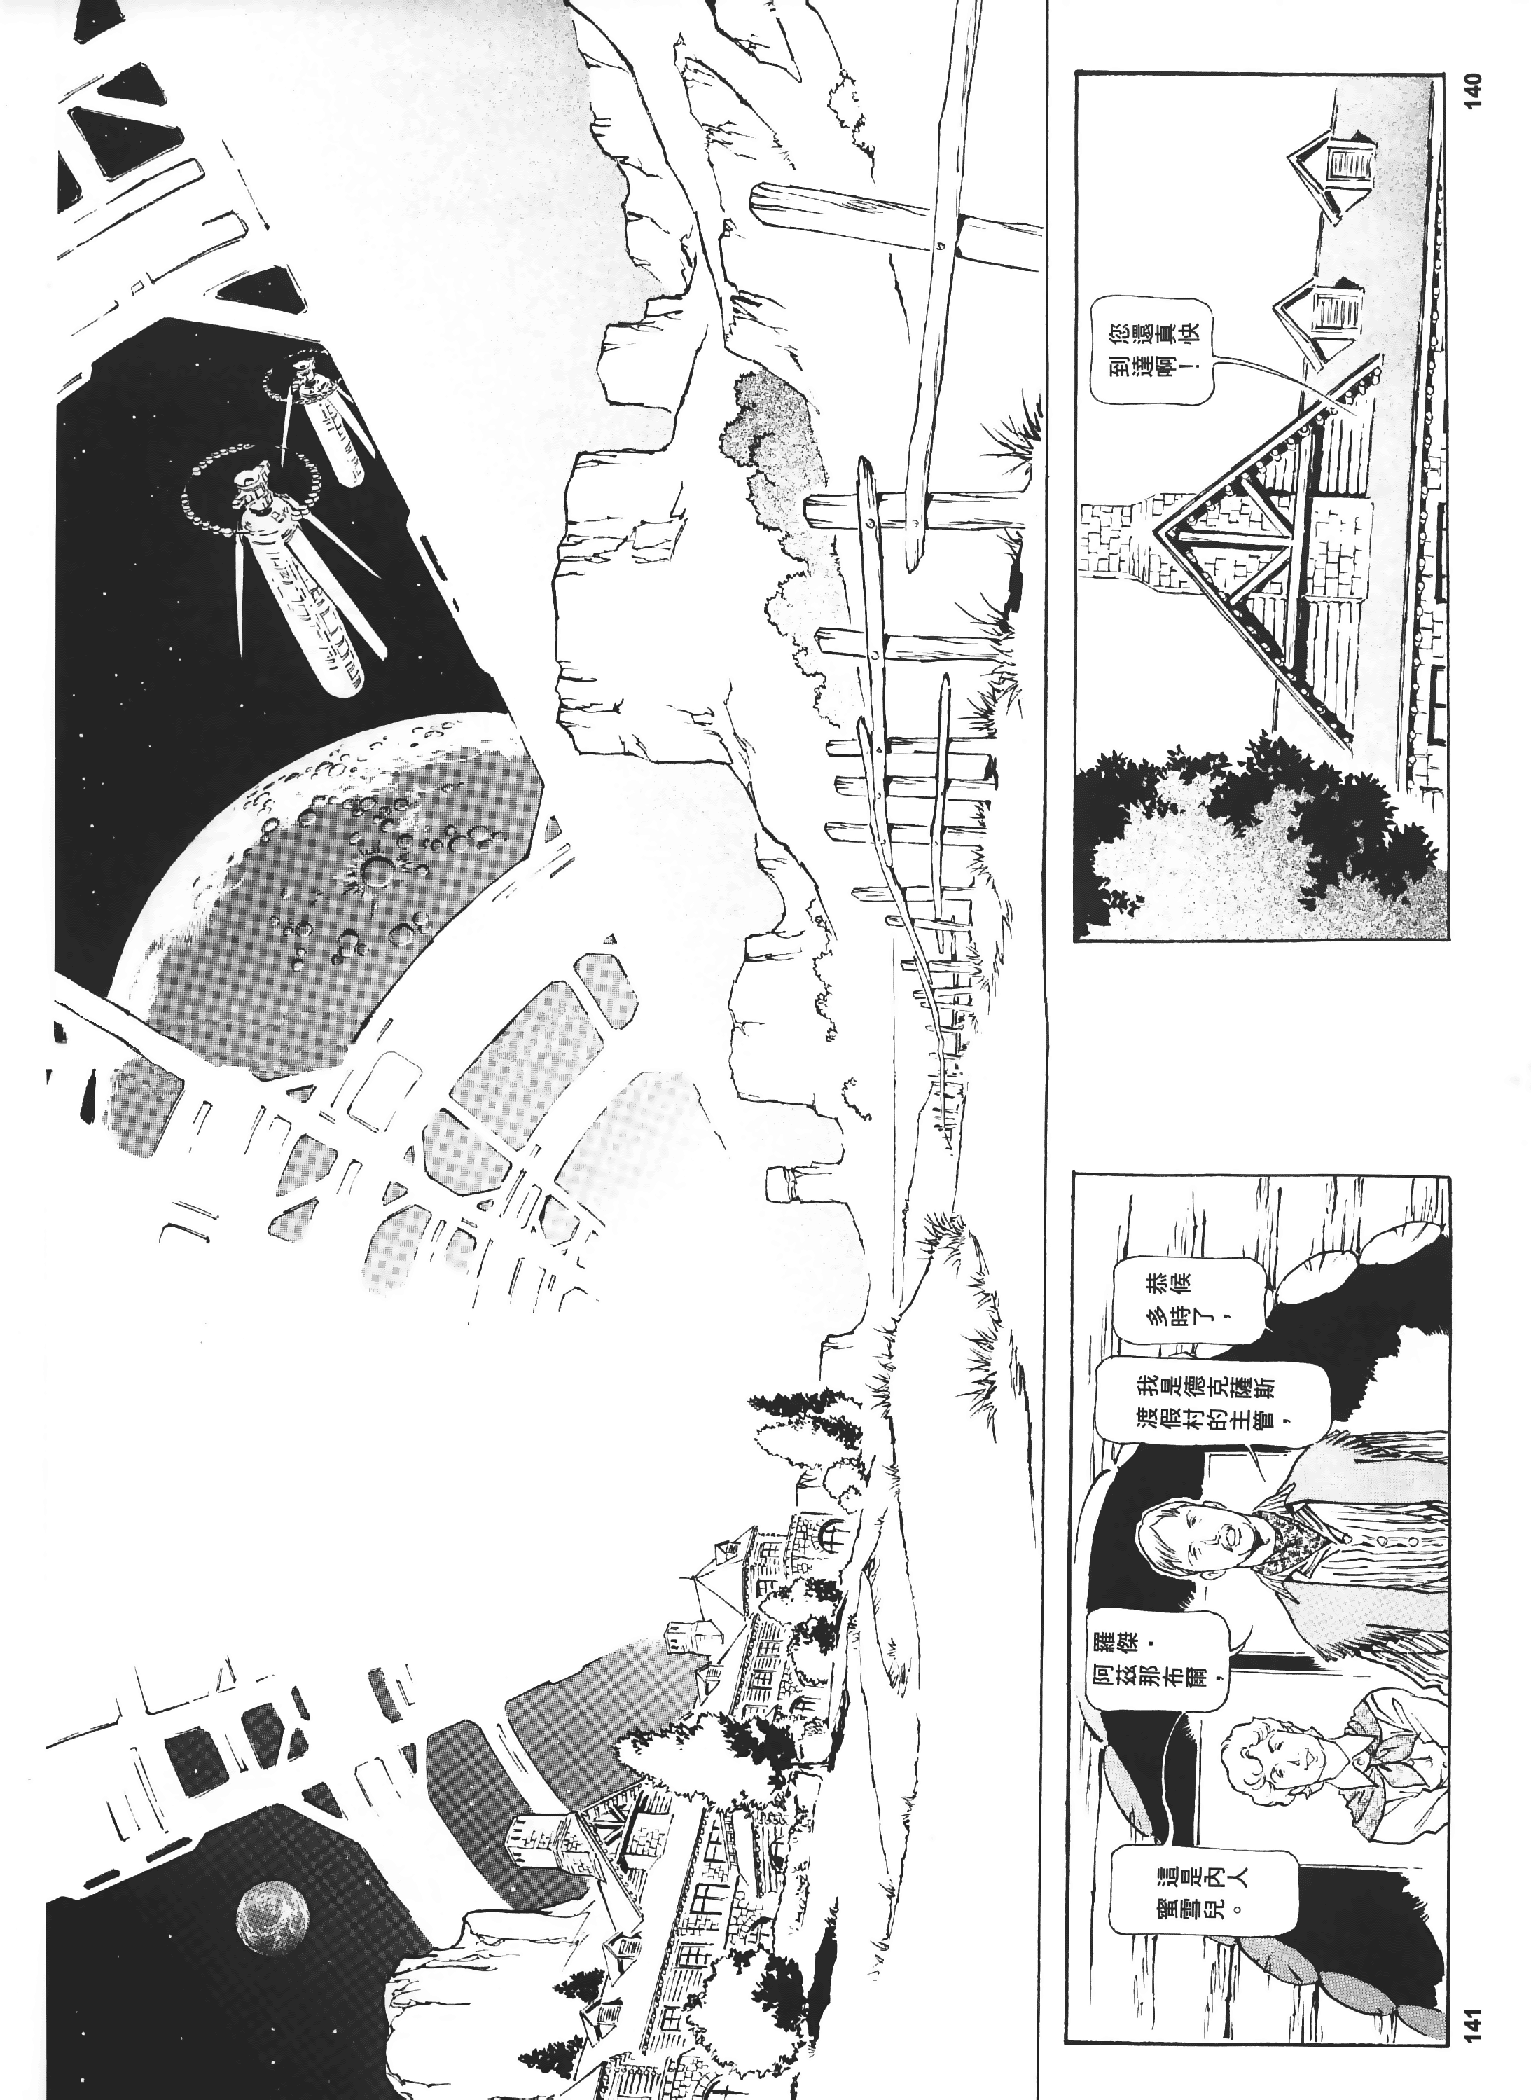 您還真快
到達啊！
140
恭候
多時了，
我是德克薩斯
渡假村的主管，
羅傑．
阿茲那布爾，
這是內人
蜜雪兒。
141